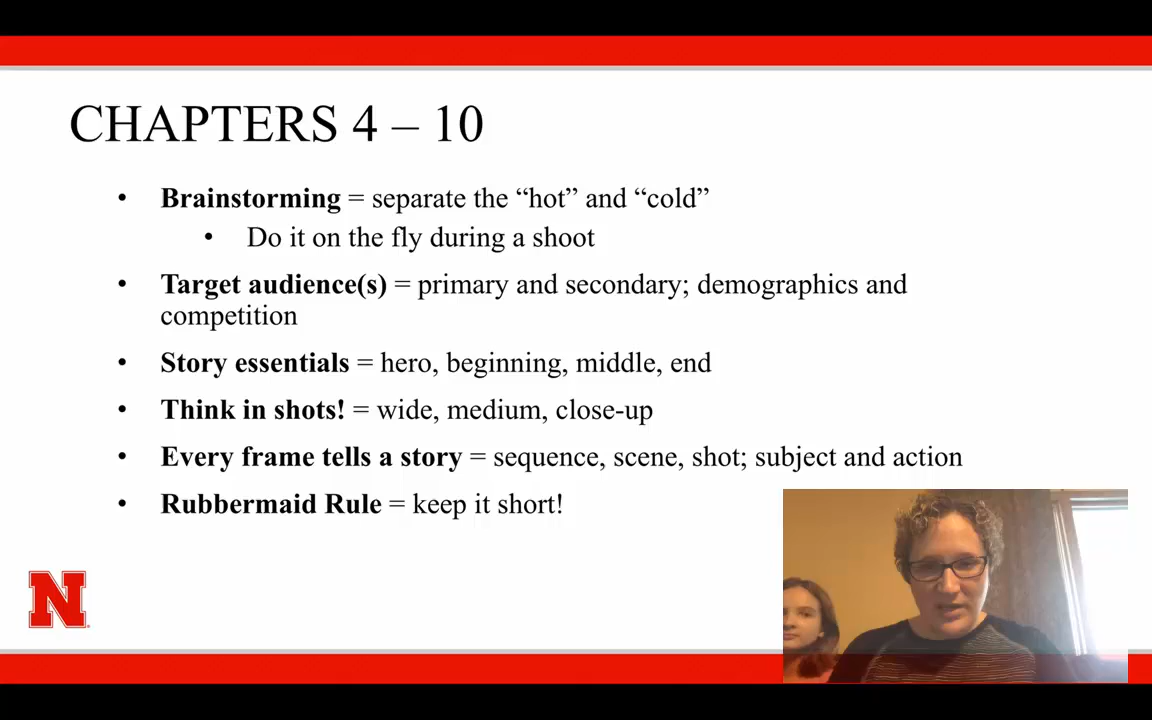 CHAPTERS 4 – 10
• Brainstorming = separate the “hot” and “cold”
• Do it on the fly during a shoot
• Target audience(s) = primary and secondary; demographics and
competition
• Story essentials = hero, beginning, middle, end
• Think in shots! = wide, medium, close-up
• Every frame tells a story = sequence, scene, shot; subject and action
• Rubbermaid Rule = keep it short!
N